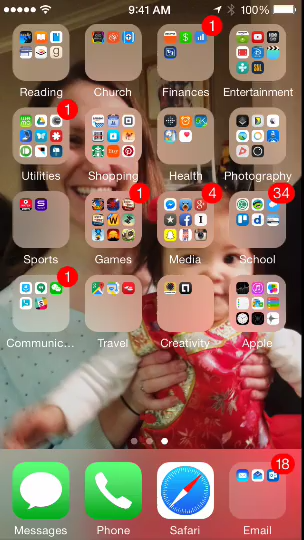 9:41 AM 100%
1
Reading Church Finances Entertainment
1
Utilities Shopping Health Photography
1 4 34
Sports Games Media School
1
Communic... Travel Creativity Apple
18
Messages Phone Safari Email